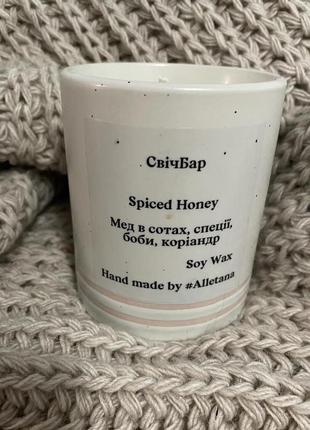 СвічБар
Spiced Honey
Мед в сотах, спеції,
боби, коріандр
Soy Wax
Hand made by #Alletana